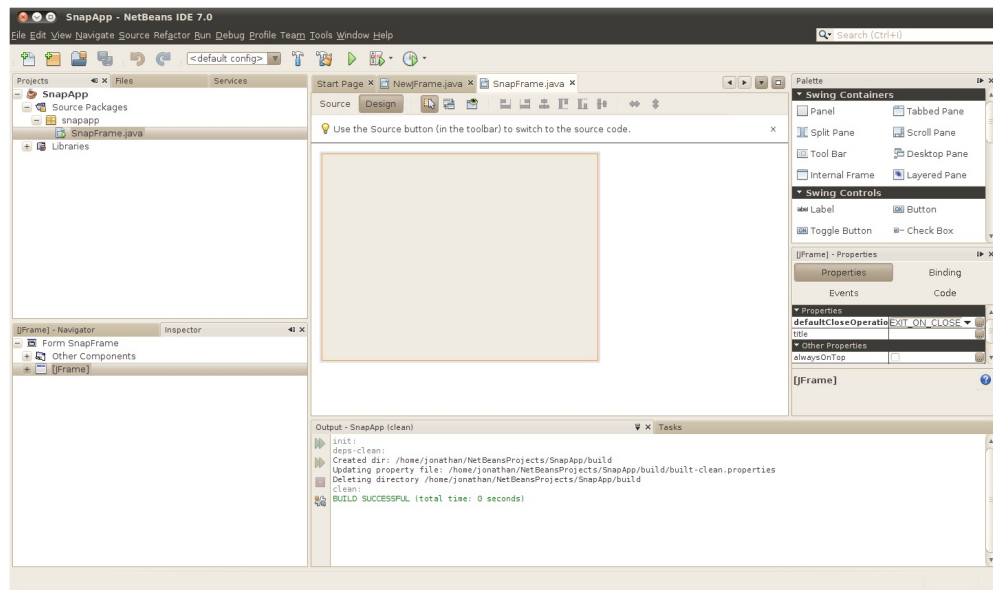 SnapApp - NetBeans IDE 7.0
File Edit View Navigate Source Refactor Run Debug Profile Team Tools Window Help
Search (Ctrl+I)
<default config>
Projects
Files
Services
SnapApp
Source Packages
snapapp
SnapFrame.java
Libraries
Start Page
NewJFrame.java
SnapFrame.java
Source
Design
Use the Source button (in the toolbar) to switch to the source code.
Palette
Swing Containers
Panel
Tabbed Pane
Split Pane
Scroll Pane
Tool Bar
Desktop Pane
Internal Frame
Layered Pane
Swing Controls
label Label
OK Button
ON Toggle Button
Check Box
[JFrame] - Properties
Properties
Binding
Events
Code
Properties
defaultCloseOperatio EXIT_ON_CLOSE
title
Other Properties
alwaysOnTop
[JFrame]
[JFrame] - Navigator
Inspector
Form SnapFrame
Other Components
[JFrame]
Output - SnapApp (clean)
Tasks
init:
deps-clean:
Created dir: /home/jonathan/NetBeansProjects/SnapApp/build
Updating property file: /home/jonathan/NetBeansProjects/SnapApp/build/built-clean.properties
Deleting directory /home/jonathan/NetBeansProjects/SnapApp/build
clean:
BUILD SUCCESSFUL (total time: 0 seconds)